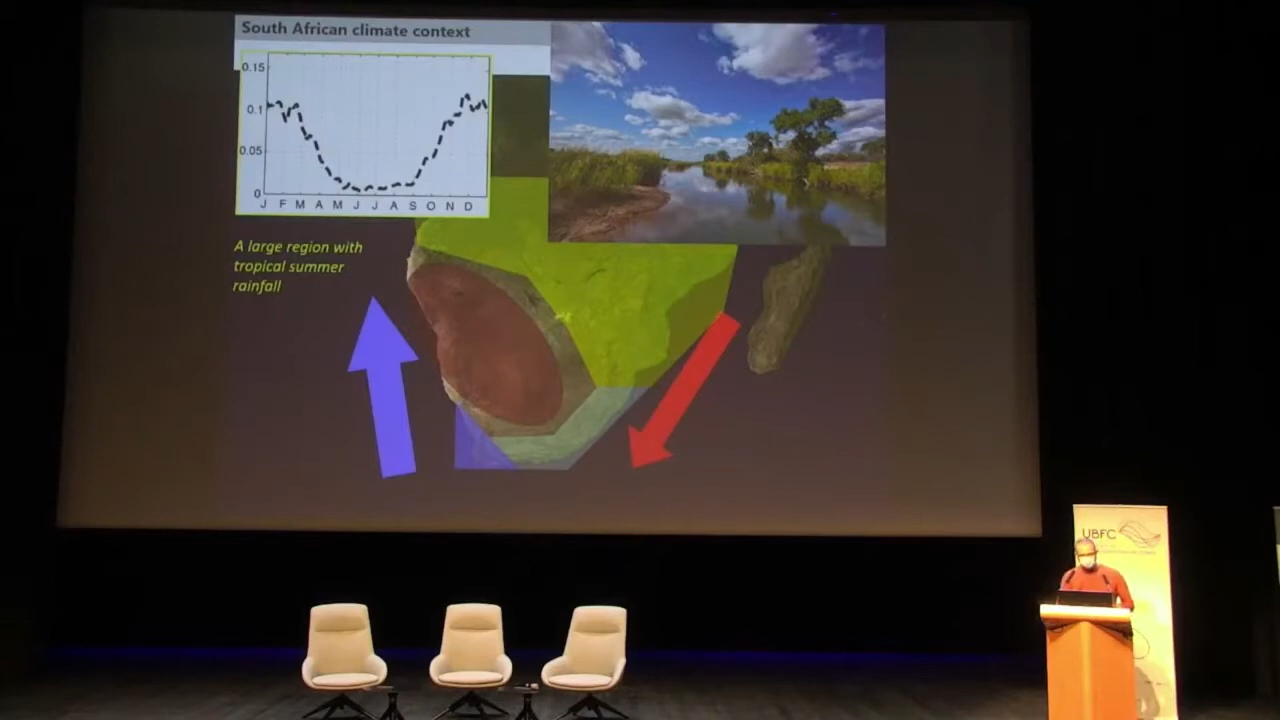 South African climate context
0.15
0.1
0.05
0
J F M A M J J A S O N D
A large region with
tropical summer
rainfall
UBFC